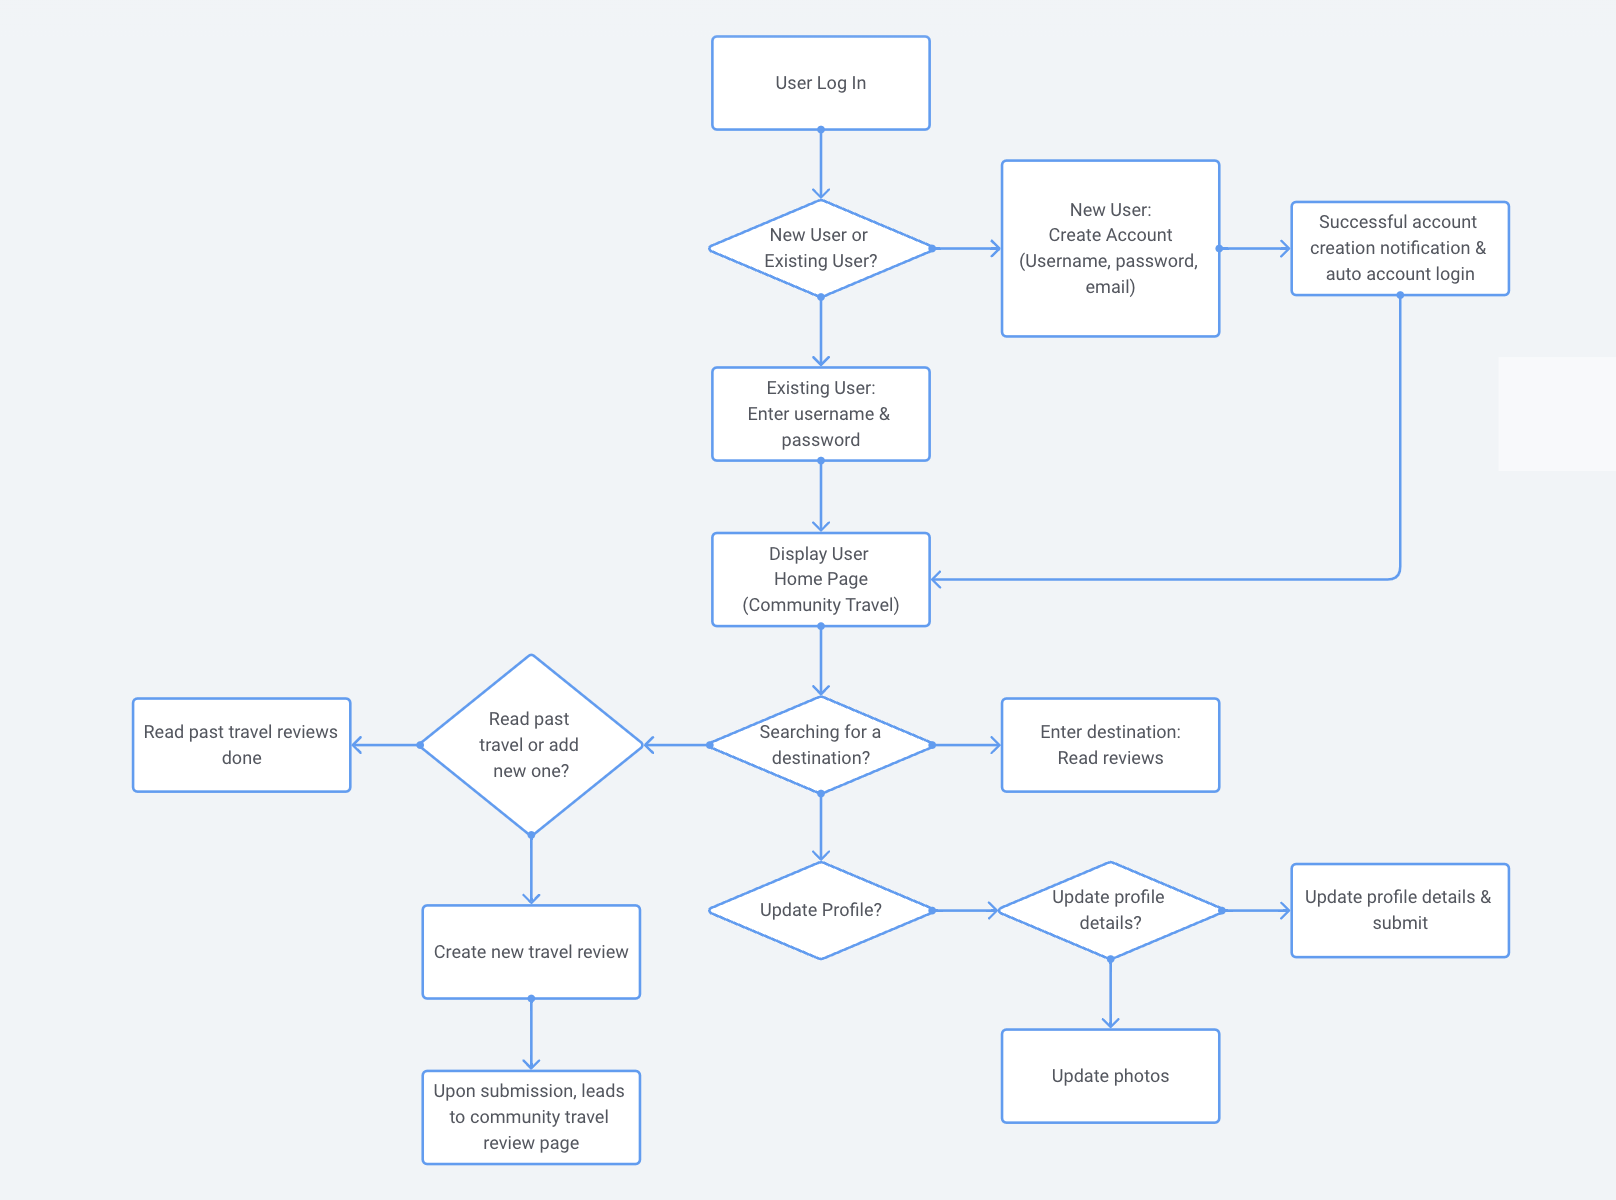 User Log In
New User or
Existing User?
New User:
Create Account
(Username, password,
email)
Successful account
creation notification &
auto account login
Existing User:
Enter username &
password
Display User
Home Page
(Community Travel)
Read past travel reviews
done
Read past
travel or add
new one?
Searching for a
destination?
Enter destination:
Read reviews
Create new travel review
Update Profile?
Update profile
details?
Update profile details &
submit
Upon submission, leads
to community travel
review page
Update photos